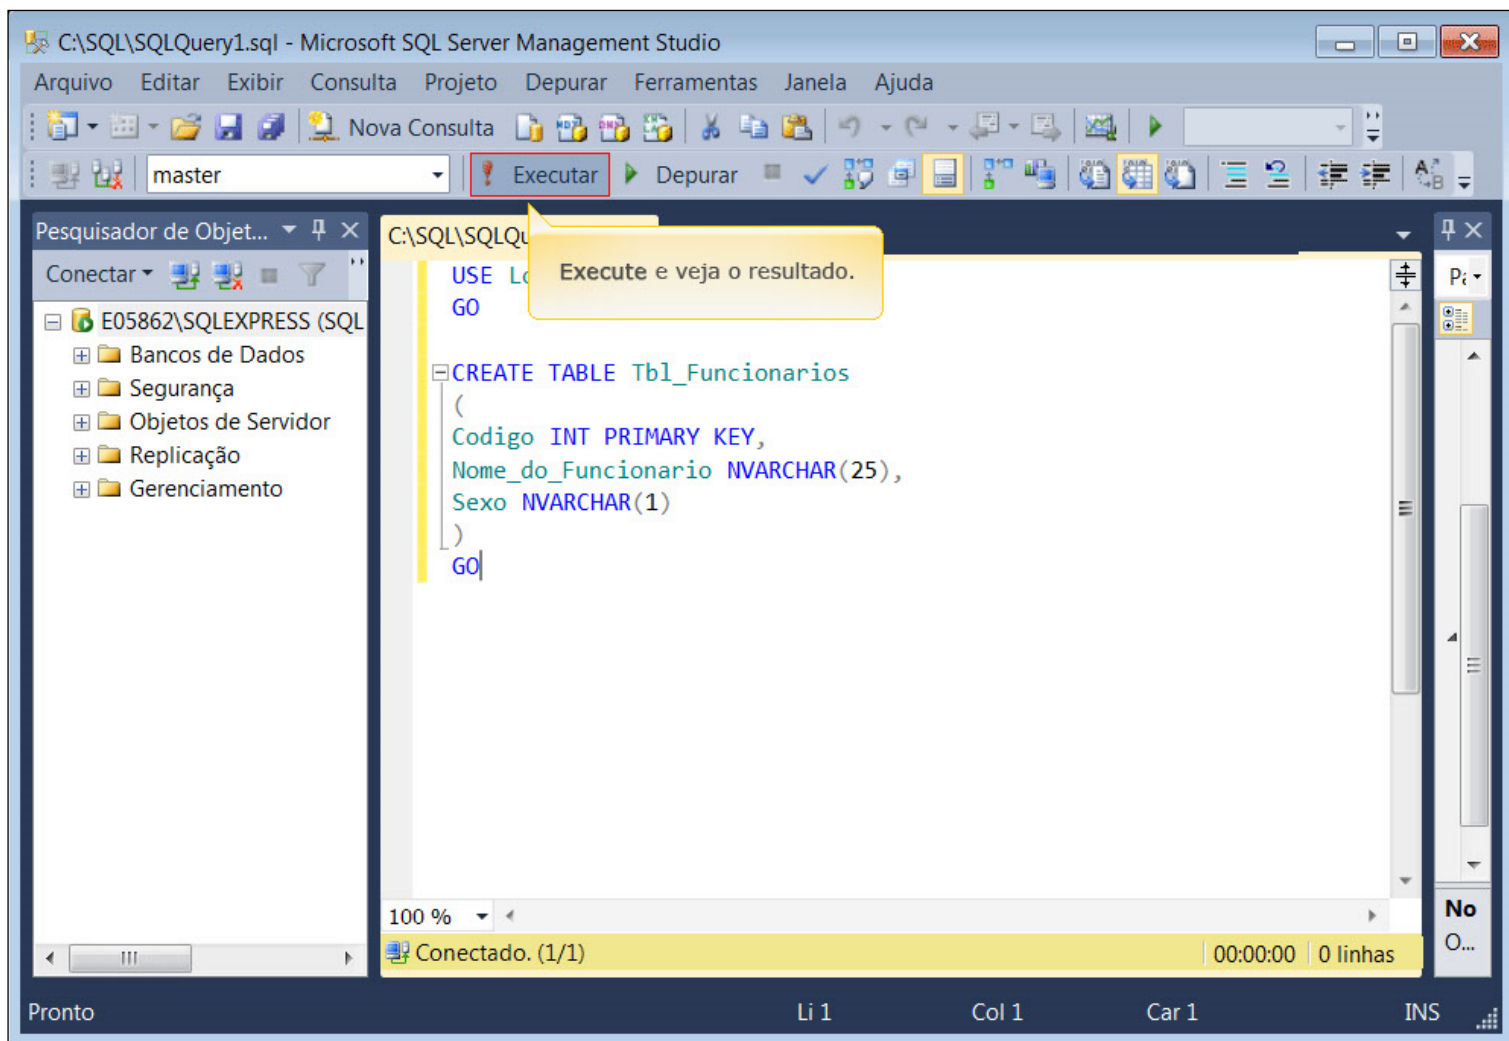 C:\SQL\SQLQuery1.sql - Microsoft SQL Server Management Studio
Arquivo Editar Exibir Consulta Projeto Depurar Ferramentas Janela Ajuda
Nova Consulta
master Executar Depurar
Pesquisador de Objet...
Conectar
E05862\SQLEXPRESS (SQL
Bancos de Dados
Segurança
Objetos de Servidor
Replicação
Gerenciamento
C:\SQL\SQLQu
Execute e veja o resultado.
USE Lo
GO
CREATE TABLE Tbl_Funcionarios
(
Codigo INT PRIMARY KEY,
Nome_do_Funcionario NVARCHAR(25),
Sexo NVARCHAR(1)
)
GO
100 %
Conectado. (1/1) 00:00:00 0 linhas
No
O...
Pronto Li 1 Col 1 Car 1 INS